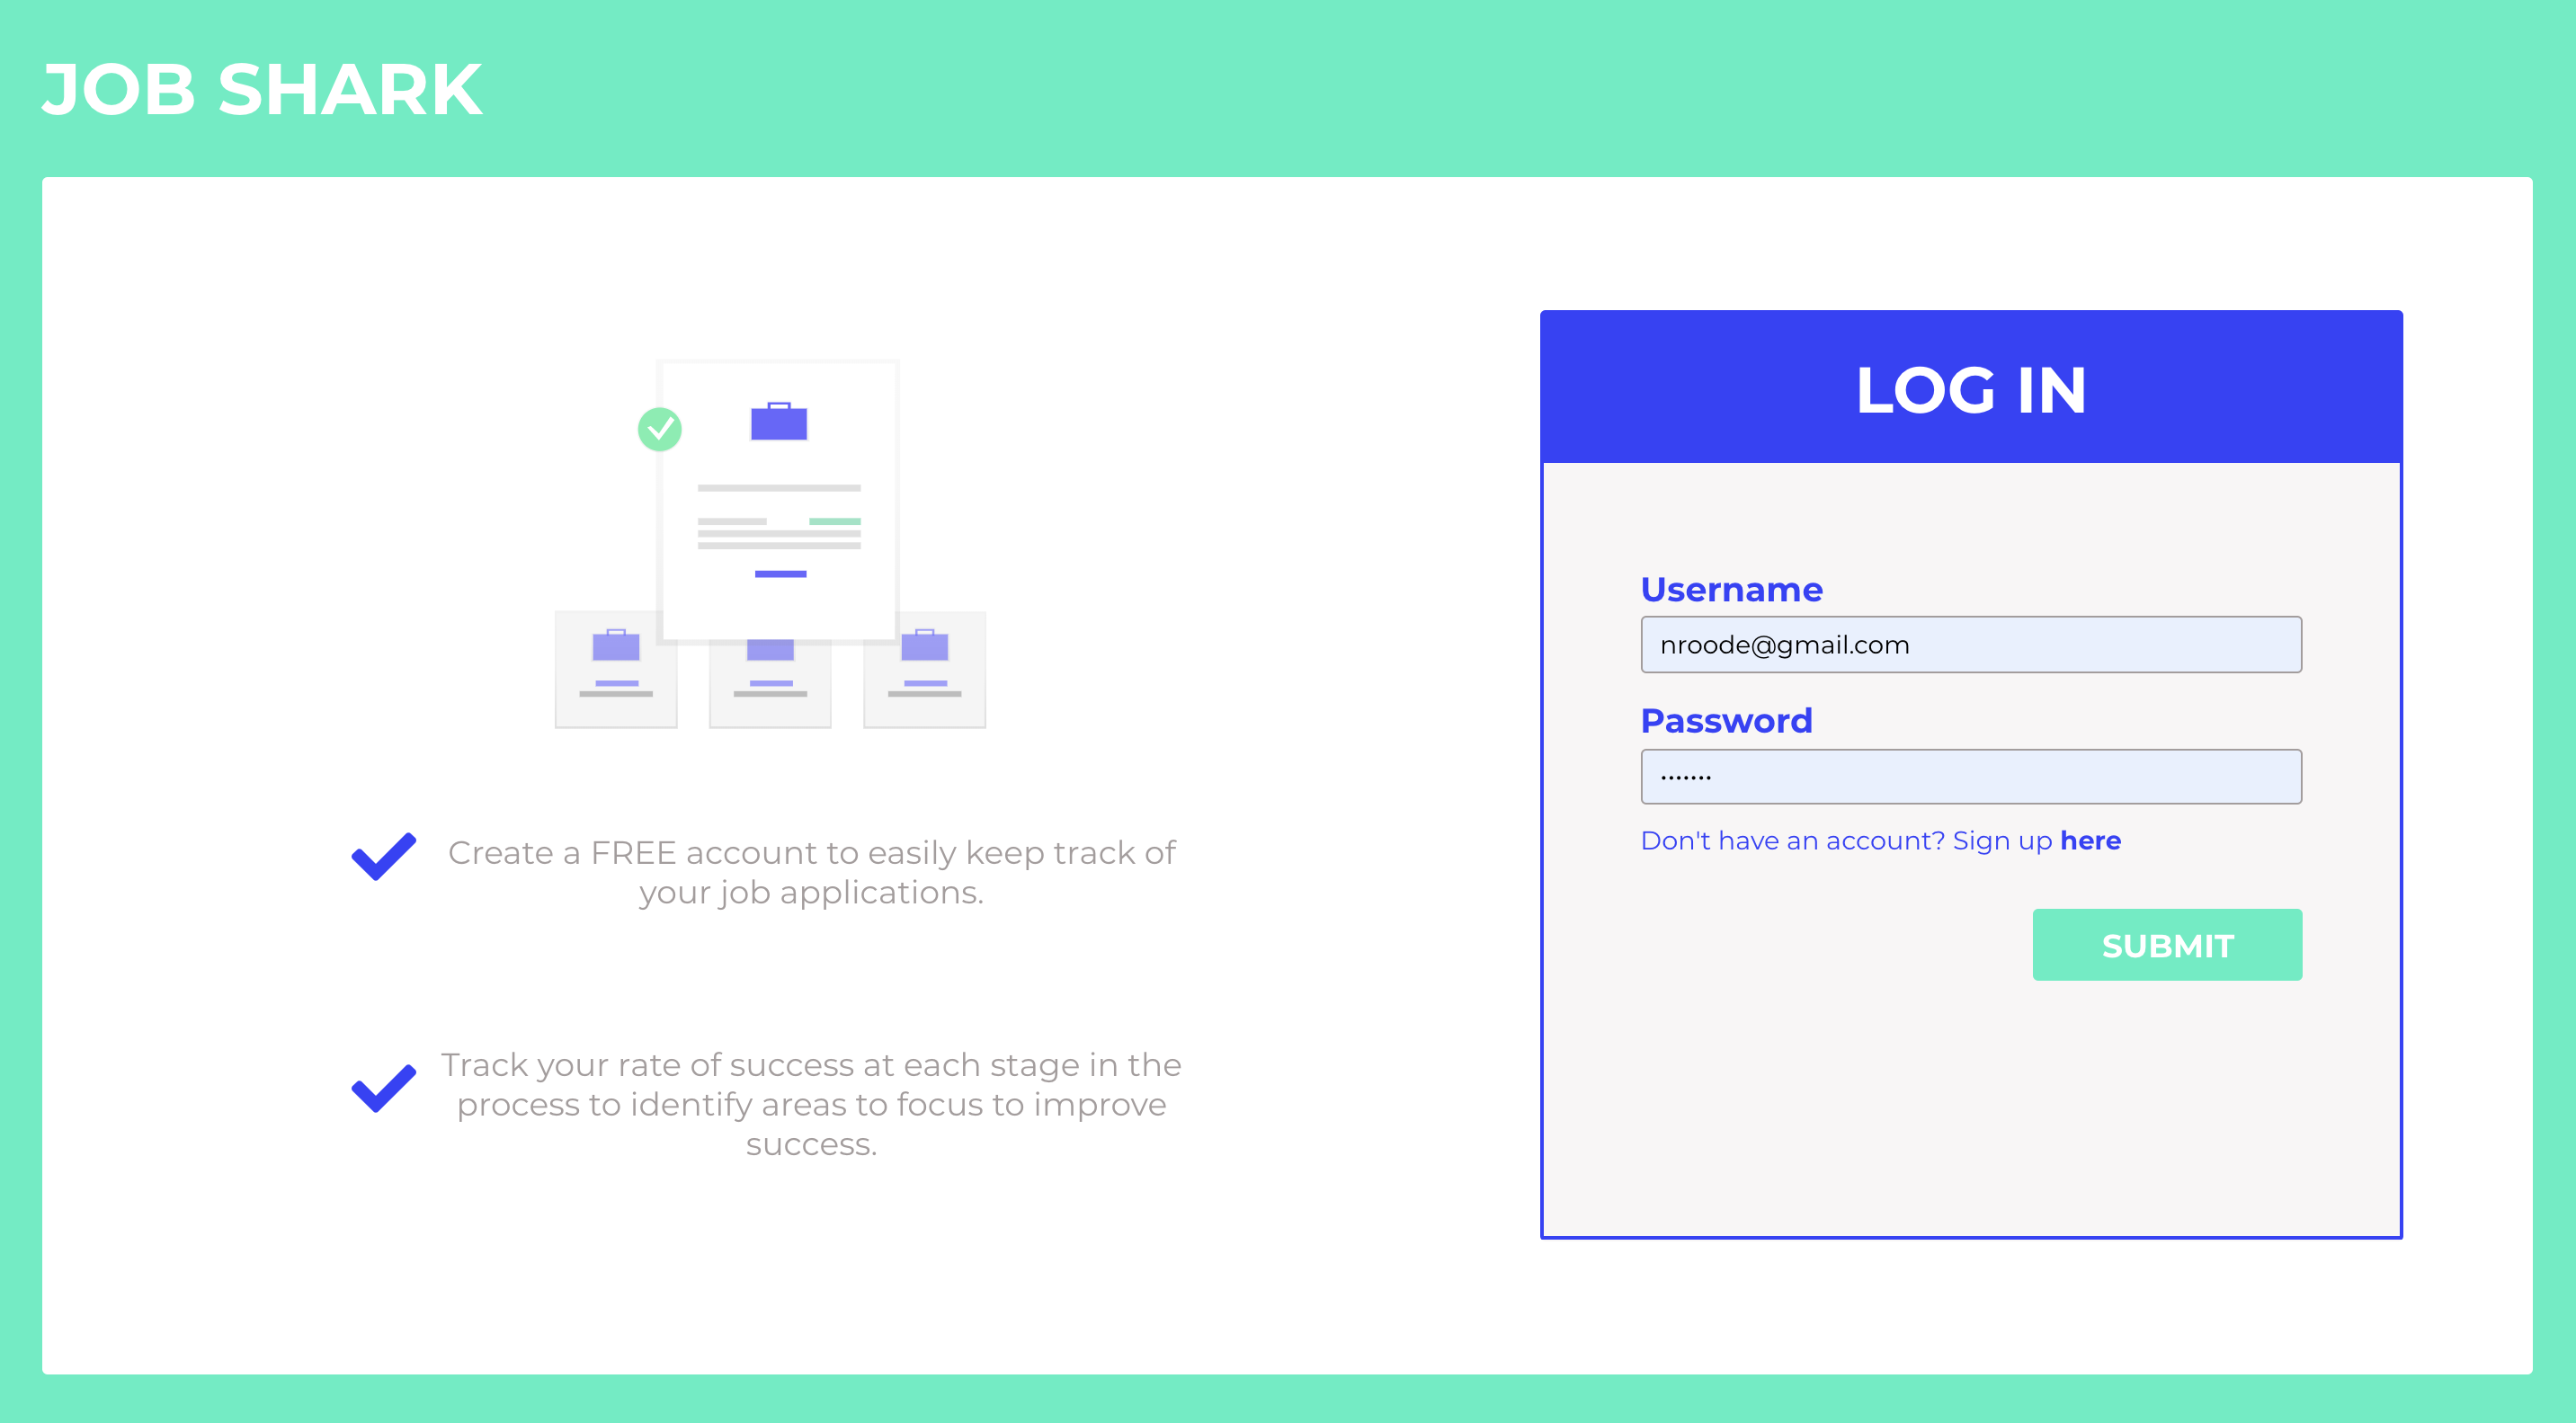 JOB SHARK
Create a FREE account to easily keep track of
your job applications.
Track your rate of success at each stage in the
process to identify areas to focus to improve
success.
LOG IN
Username
nroode@gmail.com
Password
·······
Don't have an account? Sign up here
SUBMIT